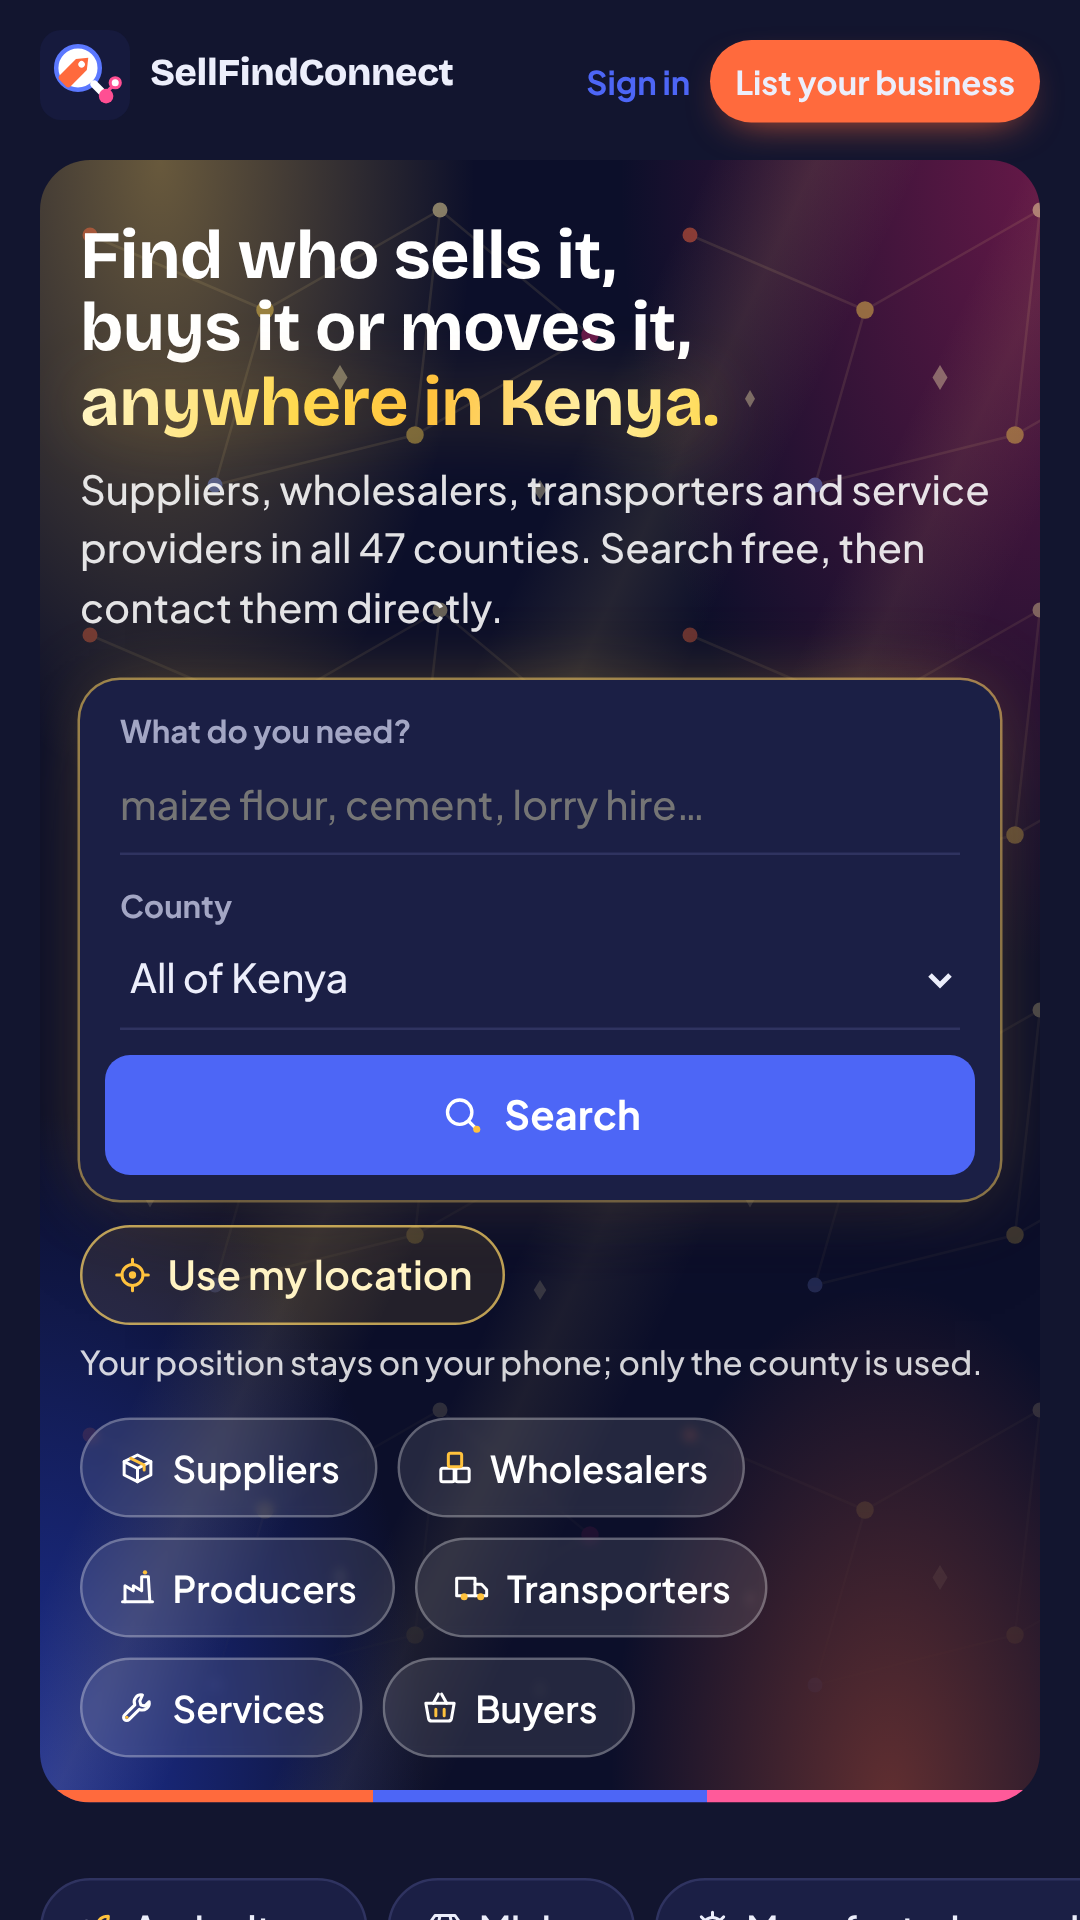 SellFindConnect
Sign in
List your business
Find who sells it,
buys it or moves it,
anywhere in Kenya.
Suppliers, wholesalers, transporters and service
providers in all 47 counties. Search free, then
contact them directly.
What do you need?
maize flour, cement, lorry hire...
County
All of Kenya
Search
Use my location
Your position stays on your phone; only the county is used.
Suppliers
Wholesalers
Producers
Transporters
Services
Buyers